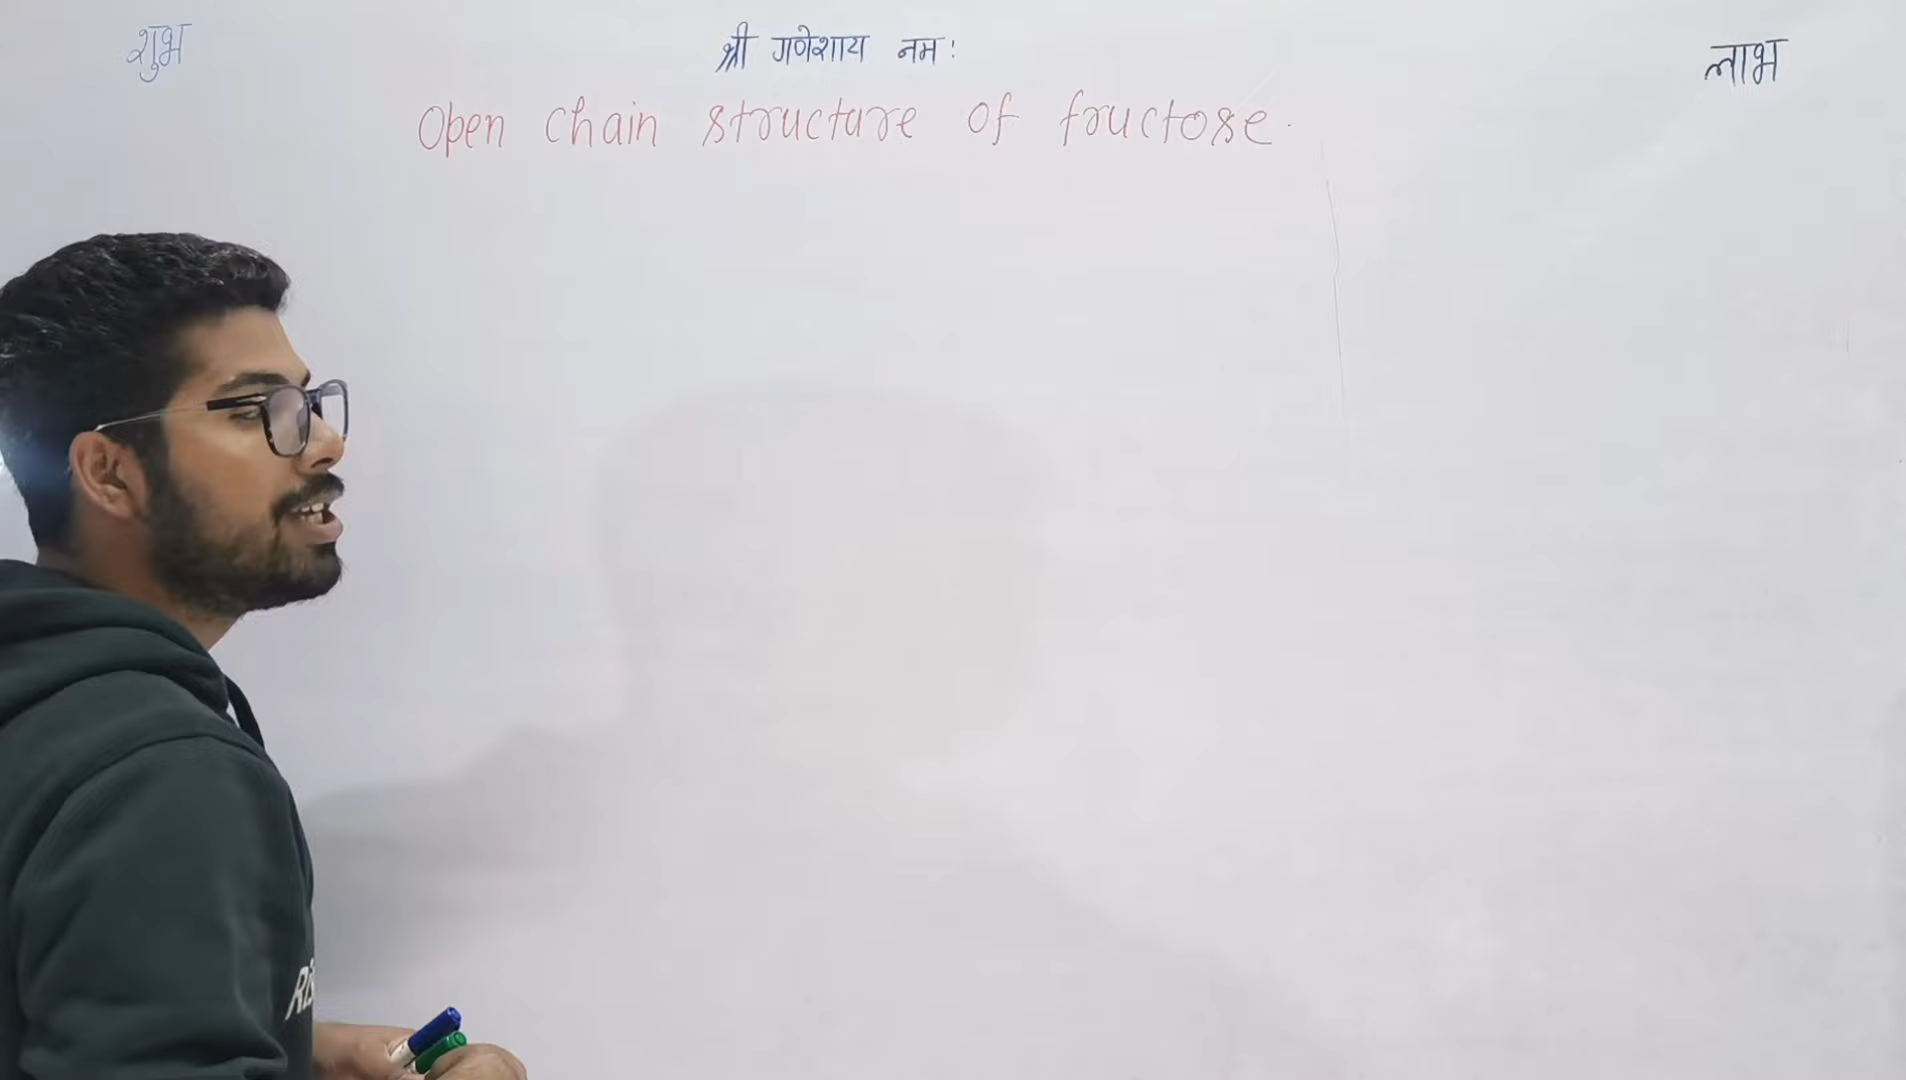 शुभ श्री गणेशाय नमः लाभ
Open chain structure of fructose.